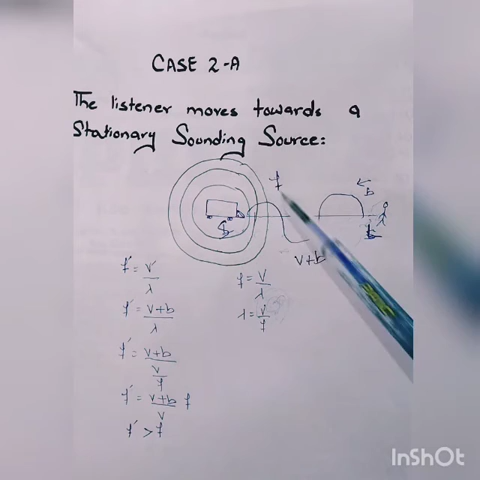 CASE 2-A
The listener moves towards a
Stationary Sounding Source:
f
b
S
L
v+b
f' = v'/λ
f = v/λ
f' = v+b/λ
λ = v/f
f' = v+b/v/f
f' = v+b/v f
f' > f
InShOt